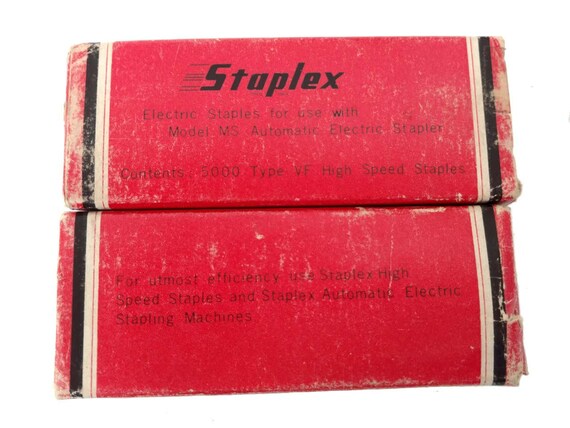 Staplex
Electric Staples for use with
Model MS Automatic Electric Stapler
Contents 5000 Type VF High Speed Staples
For utmost efficiency use Staplex High
Speed Staples and Staplex Automatic Electric
Stapling Machines